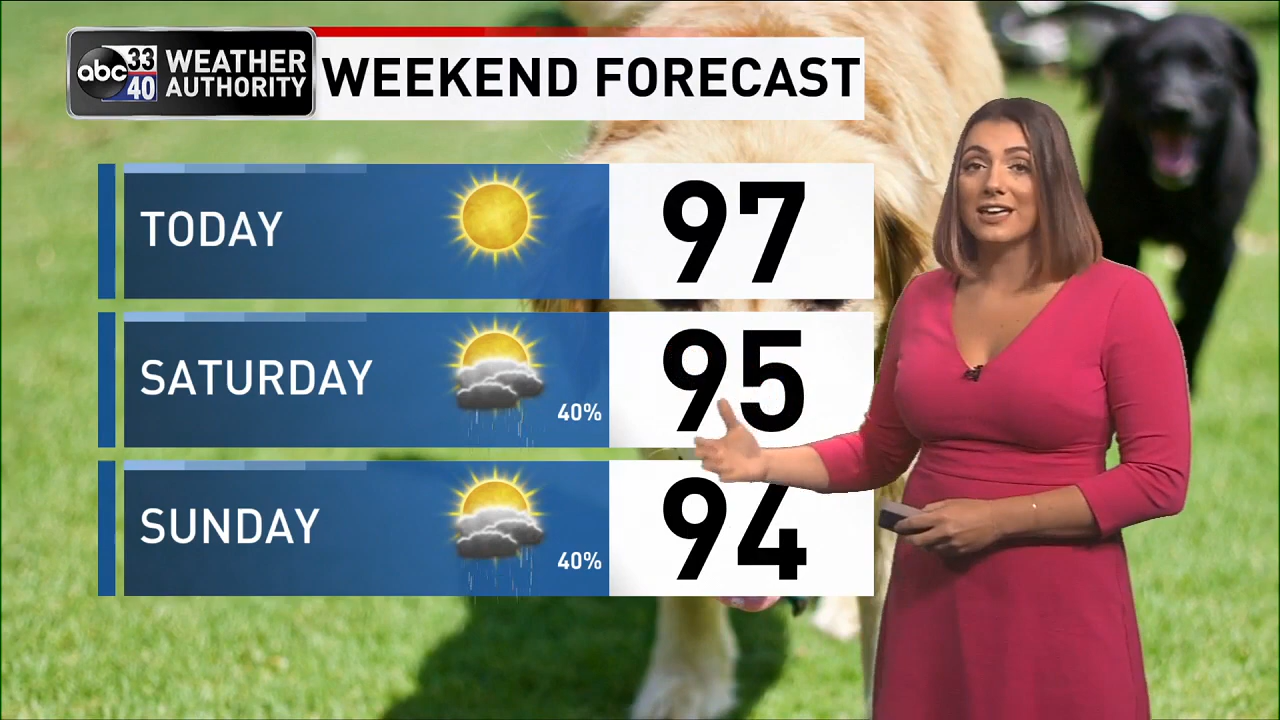 abc 33 40
WEATHER AUTHORITY
WEEKEND FORECAST
TODAY 97
SATURDAY 40% 95
SUNDAY 40% 94